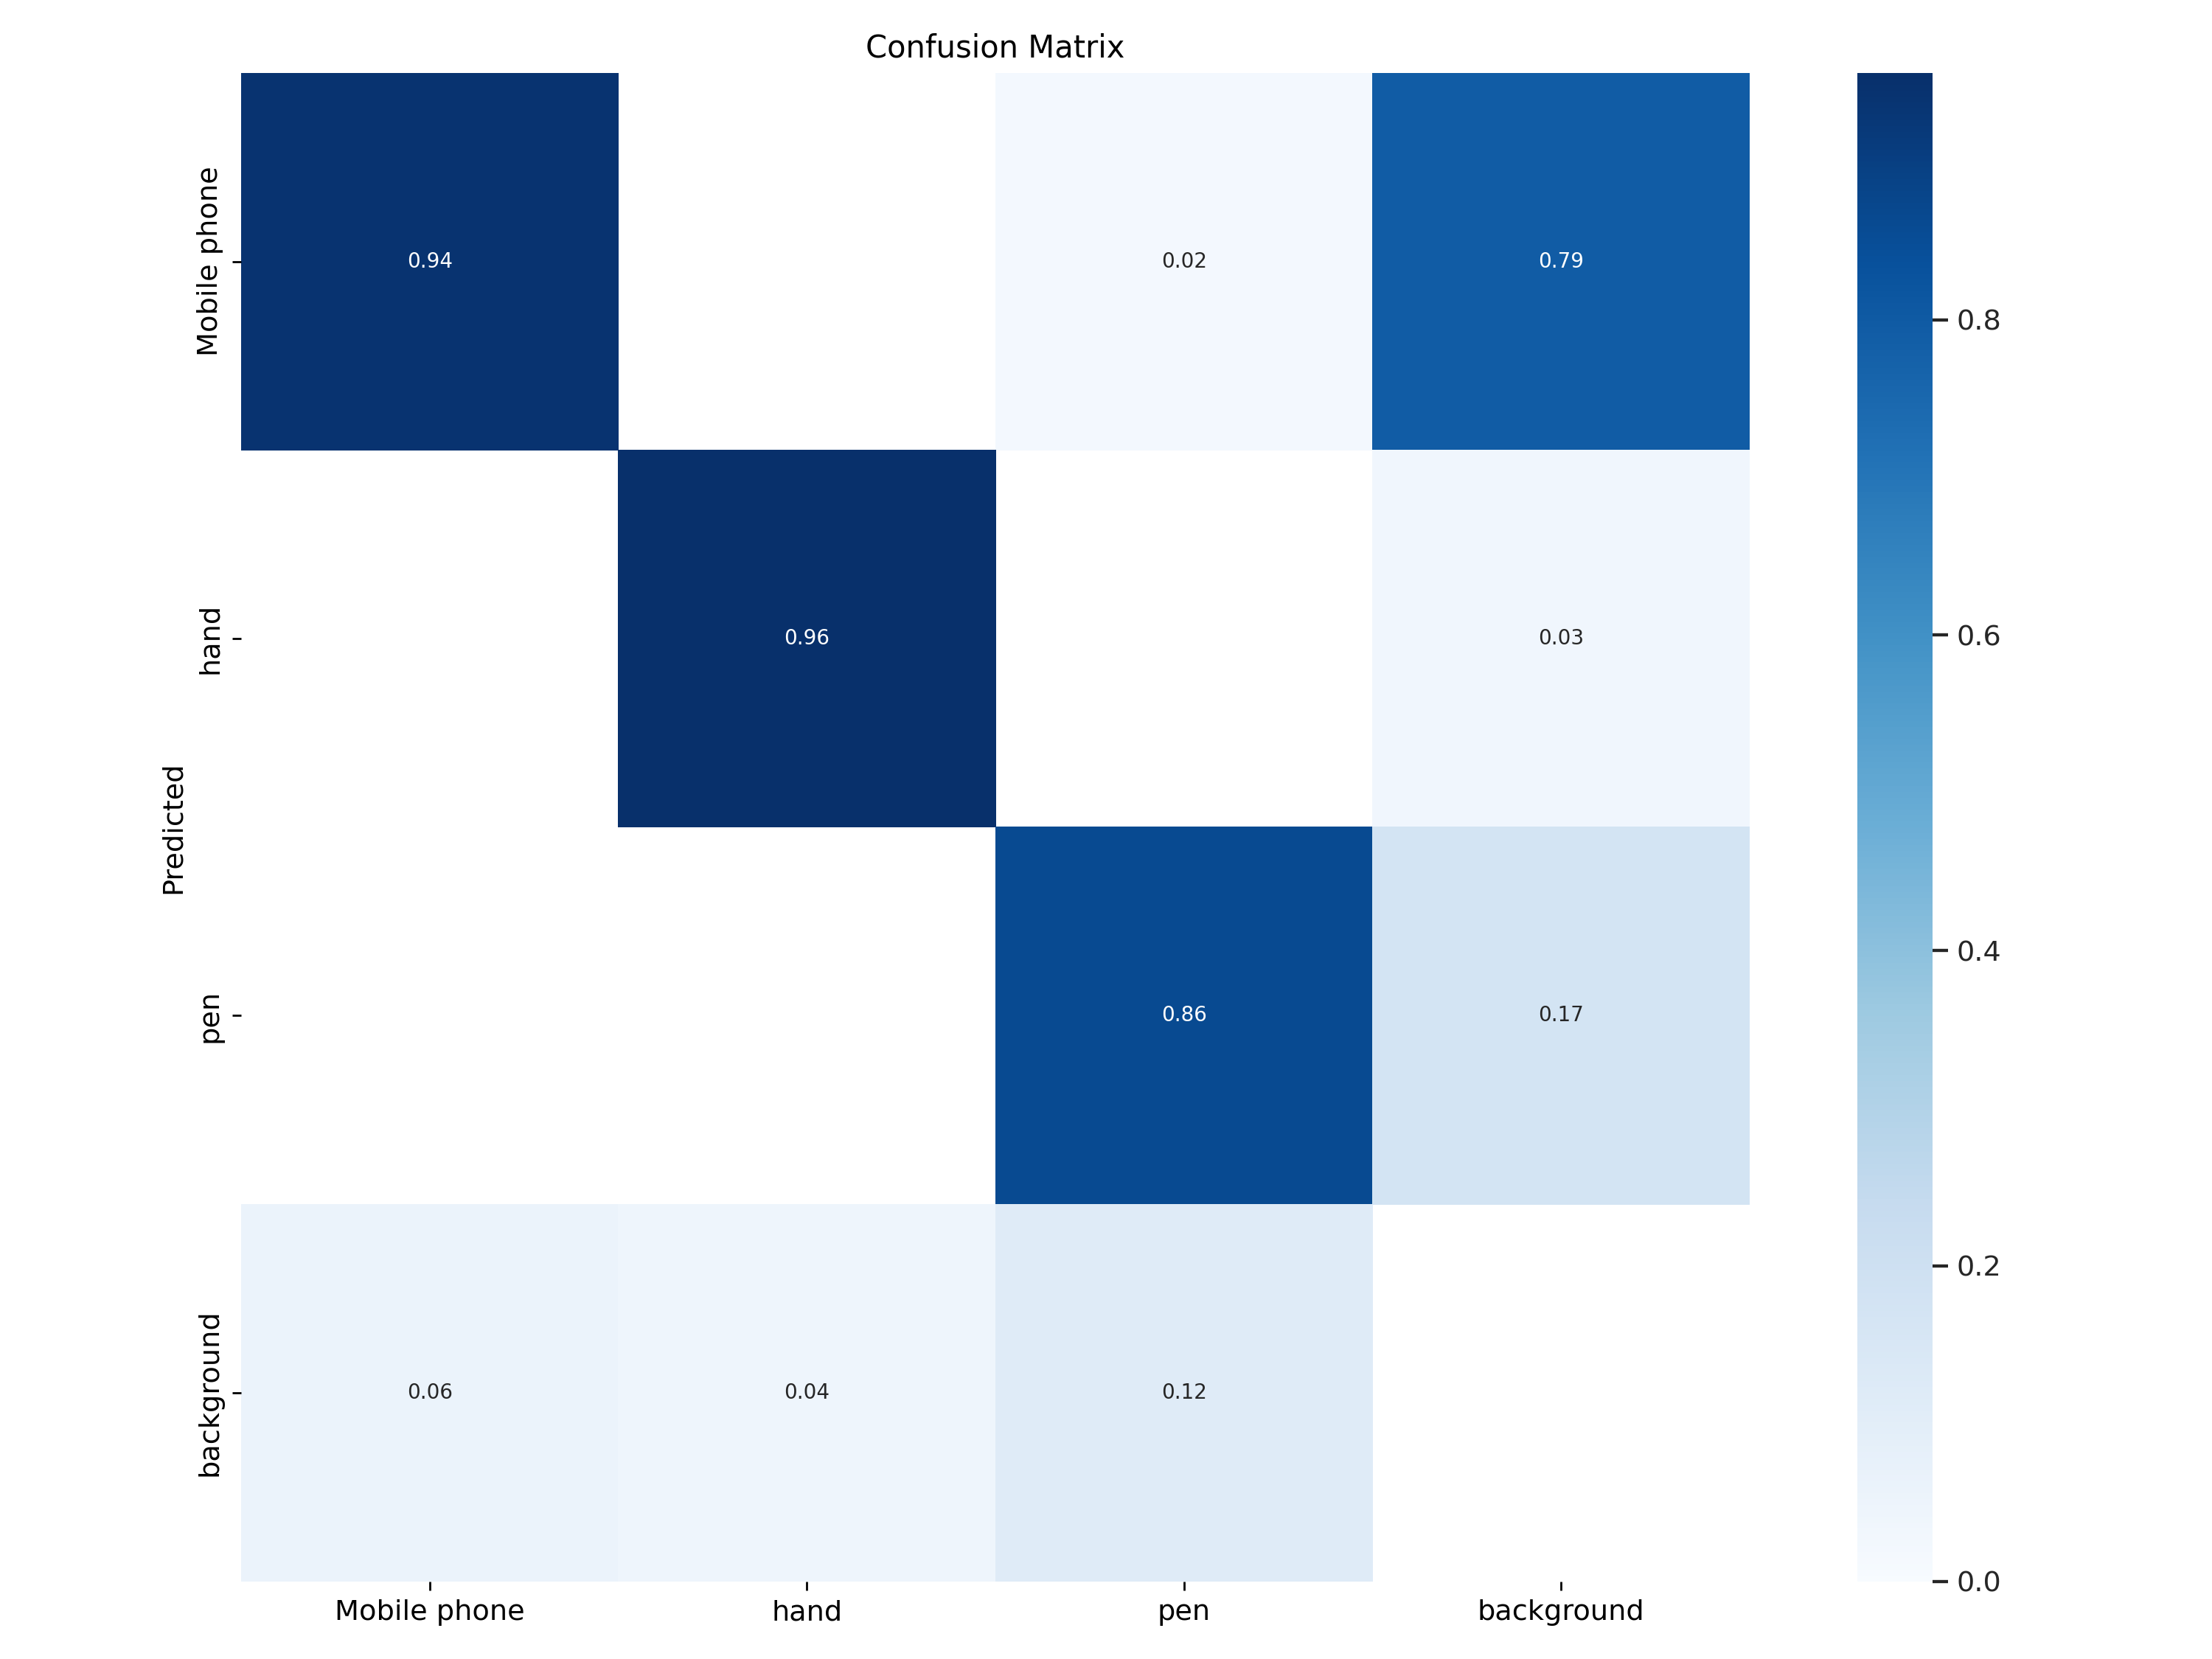 Confusion Matrix
Mobile phone
0.94
0.02
0.79
0.8
hand
0.96
0.03
0.6
Predicted
pen
0.86
0.17
0.4
background
0.06
0.04
0.12
0.2
0.0
Mobile phone
hand
pen
background